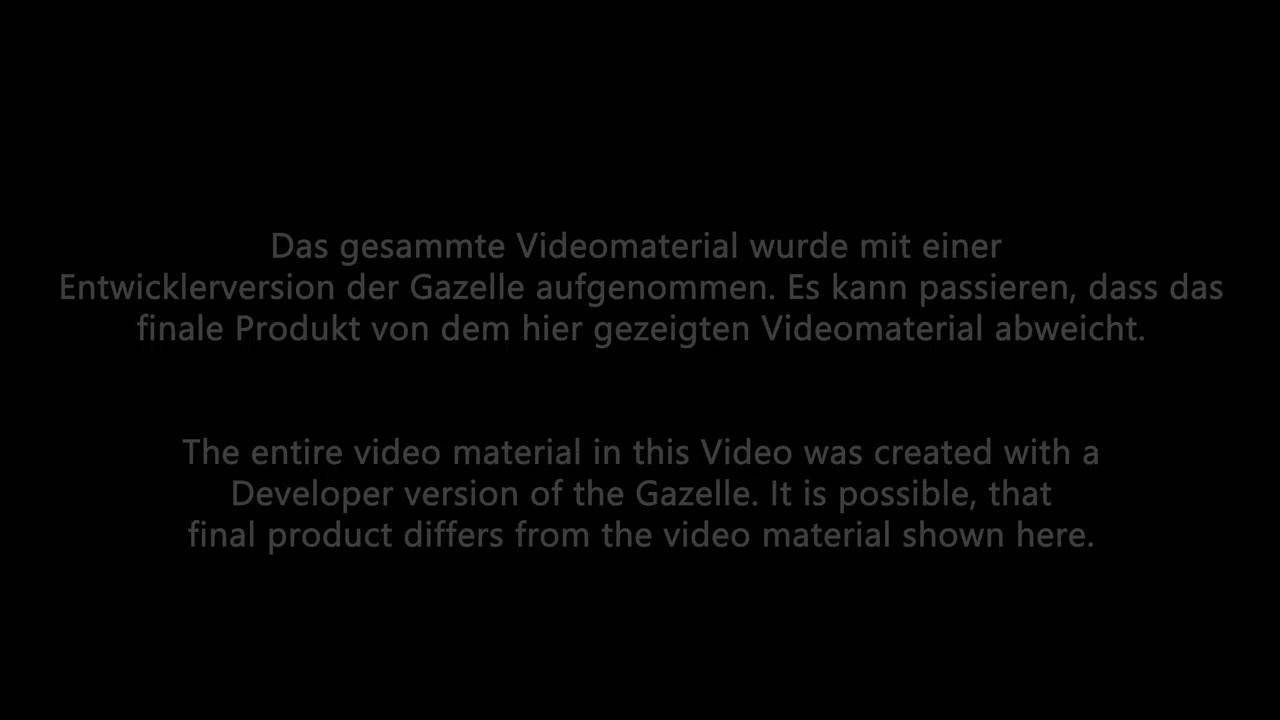 Das gesammte Videomaterial wurde mit einer
Entwicklerversion der Gazelle aufgenommen. Es kann passieren, dass das
finale Produkt von dem hier gezeigten Videomaterial abweicht.
The entire video material in this Video was created with a
Developer version of the Gazelle. It is possible, that
final product differs from the video material shown here.